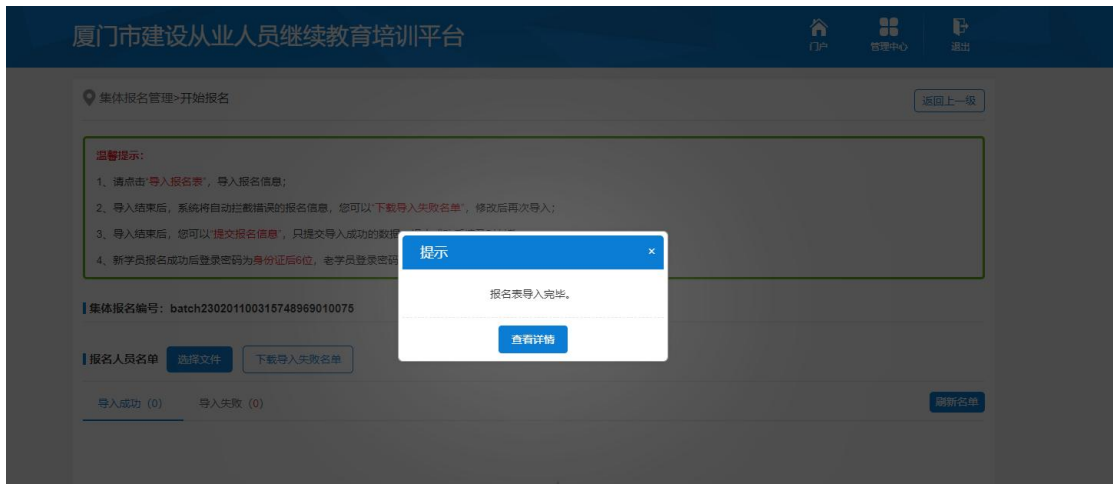 厦门市建设从业人员继续教育培训平台
门户
管理中心
退出
集体报名管理>开始报名
返回上一级
温馨提示：
1、请点击“导入报名表”，导入报名信息；
2、导入结束后，系统将自动拦截错误的报名信息，您可以“下载导入失败名单”，修改后再次导入；
3、导入结束后，您可以“提交报名信息”，只提交导入成功的数据
4、新学员报名成功后登录密码为身份证后6位，老学员登录密码
提示
×
报名表导入完毕。
查看详情
集体报名编号：batch230201100315748969010075
报名人员名单
选择文件
下载导入失败名单
导入成功 (0)
导入失败 (0)
刷新名单